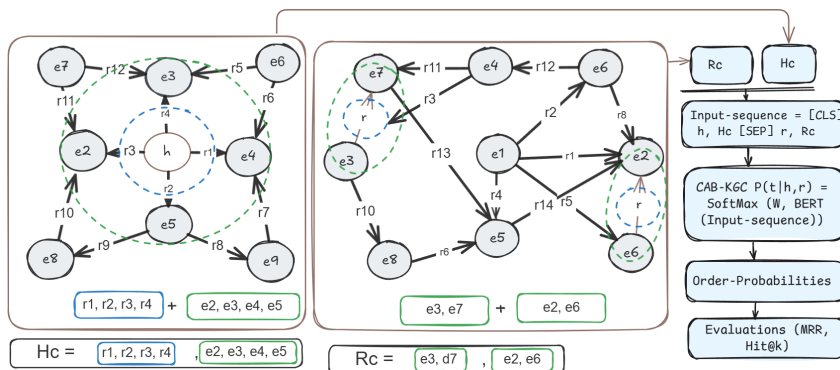 e7
r12
e3
r5
e6
r11
r4
r6
e2
r3
h
r1
e4
r2
r10
e5
r7
r9
r8
e8
e9
r1, r2, r3, r4 + e2, e3, e4, e5
Hc = r1, r2, r3, r4 , e2, e3, e4, e5
e7
r11
e4
r12
e6
r3
r
r2
r8
e3
r13
e1
r1
e2
r10
r4
r14
r5
r
e8
r6
e5
e6
e3, e7 + e2, e6
Rc = e3, d7 , e2, e6
Rc
Hc
Input-sequence = [CLS]
h, Hc [SEP] r, Rc
CAB-KGC P(t|h,r) =
SoftMax (W, BERT
(Input-sequence))
Order-Probabilities
Evaluations (MRR,
Hit@k)